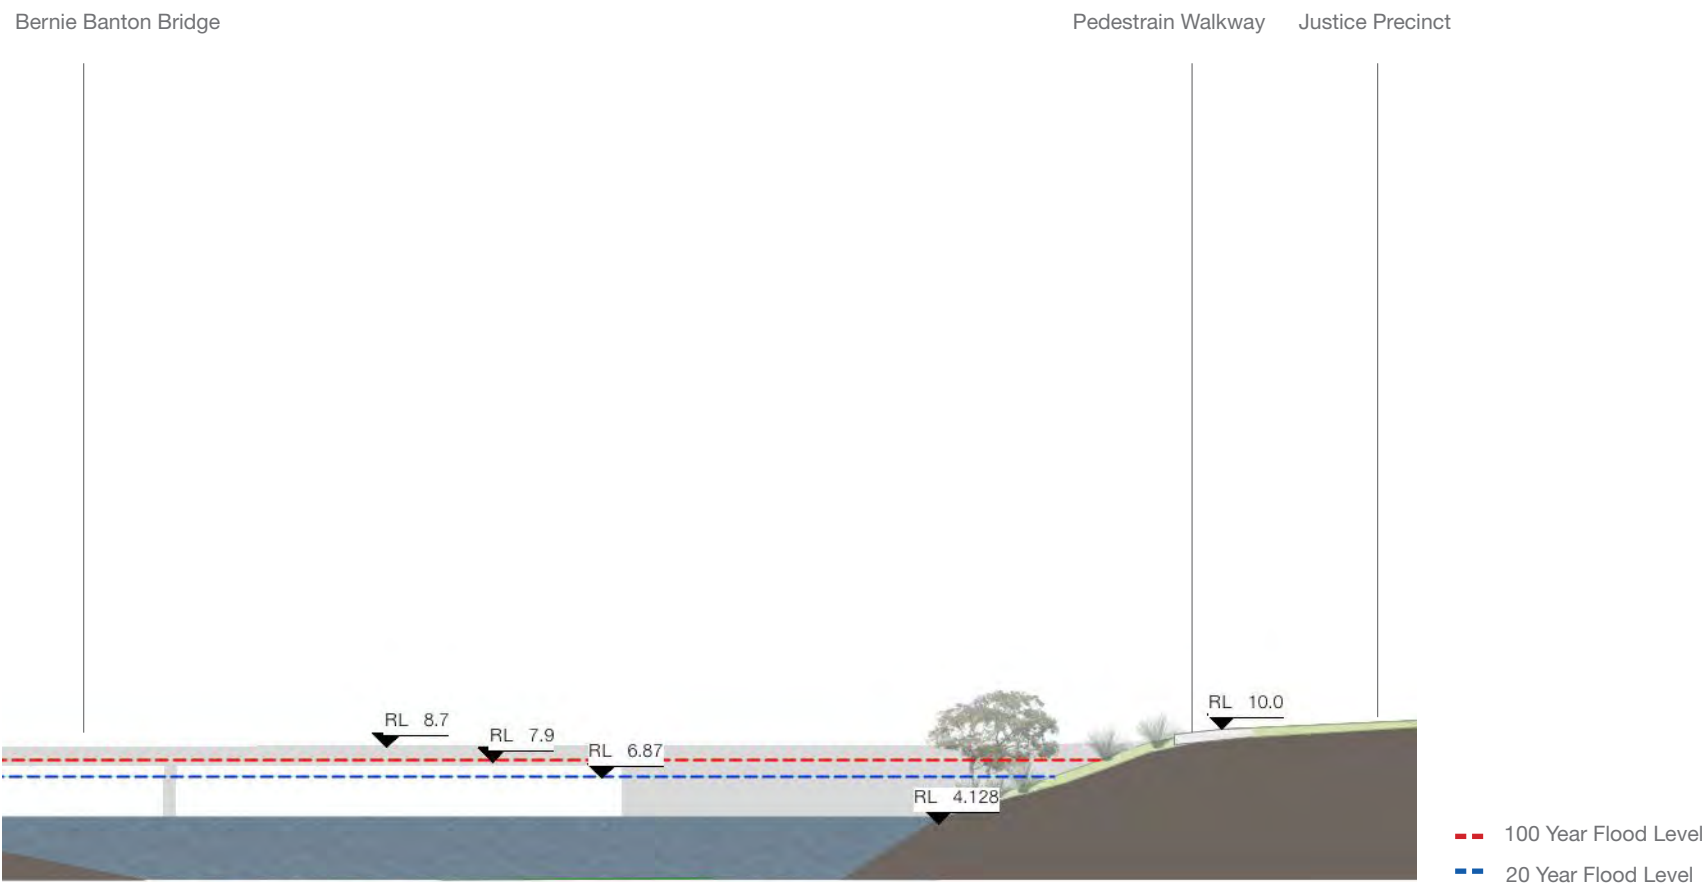 Bernie Banton Bridge
Pedestrain Walkway
Justice Precinct
RL 10.0
RL 8.7
RL 7.9
RL 6.87
RL 4.128
100 Year Flood Level
20 Year Flood Level